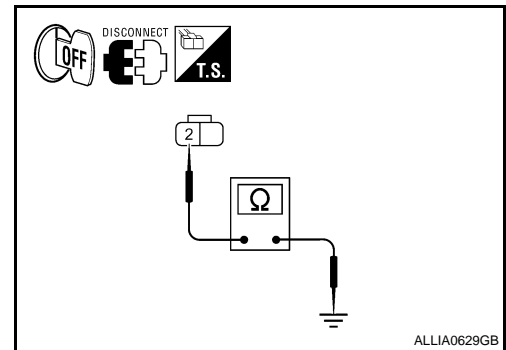 OFF
DISCONNECT
T.S.
2
Ω
ALLIA0629GB